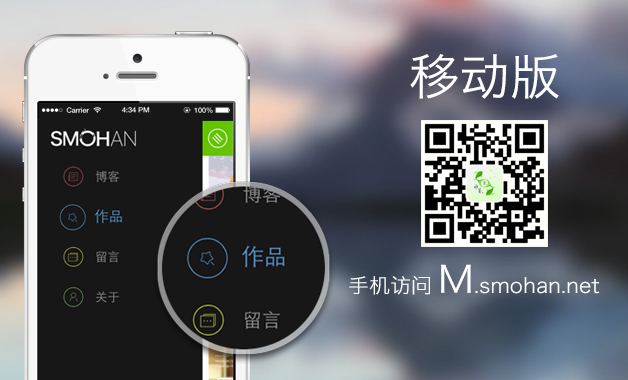 Carrier 4:34 PM 100%
SMOHAN
博客
作品
留言
关于
博客
作品
留言
移动版
手机访问 M.smohan.net